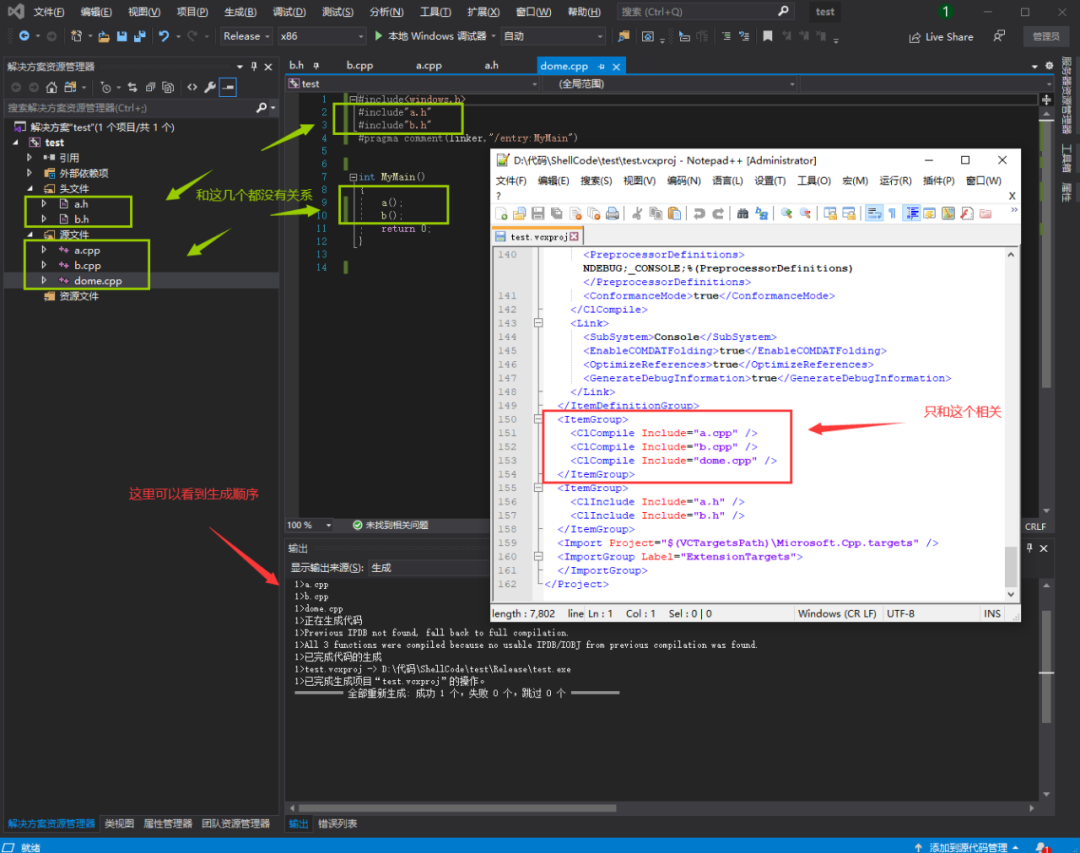 文件(F) 编辑(E) 视图(V) 项目(P) 生成(B) 调试(D) 测试(S) 分析(N) 工具(T) 扩展(X) 窗口(W) 帮助(H) 搜索 (Ctrl+Q) test 1
Release x86 本地 Windows 调试器 自动 Live Share 管理员
解决方案资源管理器
搜索解决方案资源管理器(Ctrl+;)
解决方案"test"(1 个项目/共 1 个)
test
引用
外部依赖项
头文件
a.h
b.h
源文件
a.cpp
b.cpp
dome.cpp
资源文件
和这几个都没有关系
b.h b.cpp a.cpp a.h dome.cpp
test (全局范围)
1 #include<windows.h>
2 #include"a.h"
3 #include"b.h"
4 #pragma comment(linker,"/entry:MyMain")
5
6
7 int MyMain()
8 {
9 a();
10 b();
11 return 0;
12 }
13
14
服务器资源管理器
工具箱
属性
D:\代码\ShellCode\test\test.vcxproj - Notepad++ [Administrator]
文件(F) 编辑(E) 搜索(S) 视图(V) 编码(N) 语言(L) 设置(T) 工具(O) 宏(M) 运行(R) 插件(P) 窗口(W)
? X
test.vcxproj
140 <PreprocessorDefinitions>
NDEBUG;_CONSOLE;%(PreprocessorDefinitions)
</PreprocessorDefinitions>
141 <ConformanceMode>true</ConformanceMode>
142 </ClCompile>
143 <Link>
144 <SubSystem>Console</SubSystem>
145 <EnableCOMDATFolding>true</EnableCOMDATFolding>
146 <OptimizeReferences>true</OptimizeReferences>
147 <GenerateDebugInformation>true</GenerateDebugInformation>
148 </Link>
149 </ItemDefinitionGroup>
150 <ItemGroup>
151 <ClCompile Include="a.cpp" />
152 <ClCompile Include="b.cpp" />
153 <ClCompile Include="dome.cpp" />
154 </ItemGroup>
155 <ItemGroup>
156 <ClInclude Include="a.h" />
157 <ClInclude Include="b.h" />
158 </ItemGroup>
159 <Import Project="$(VCTargetsPath)\Microsoft.Cpp.targets" />
160 <ImportGroup Label="ExtensionTargets">
161 </ImportGroup>
162 </Project>
length : 7,802 line Ln : 1 Col : 1 Sel : 0 | 0 Windows (CR LF) UTF-8 INS
只和这个相关
这里可以看到生成顺序
100 % 未找到相关问题 CRLF
输出
显示输出来源(S): 生成
1>a.cpp
1>b.cpp
1>dome.cpp
1>正在生成代码
1>Previous IPDB not found, fall back to full compilation.
1>All 3 functions were compiled because no usable IPDB/IOBJ from previous compilation was found.
1>已完成代码的生成
1>test.vcxproj -> D:\代码\ShellCode\test\Release\test.exe
1>已完成生成项目“test.vcxproj”的操作。
========== 全部重新生成: 成功 1 个，失败 0 个，跳过 0 个 ==========
解决方案资源管理器 类视图 属性管理器 团队资源管理器 输出 错误列表
就绪 添加到源代码管理 1